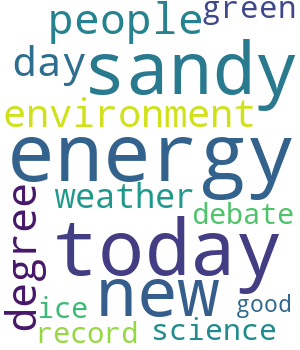 people green
day sandy
environment
energy
degree weather
debate
today
new
ice good
record science